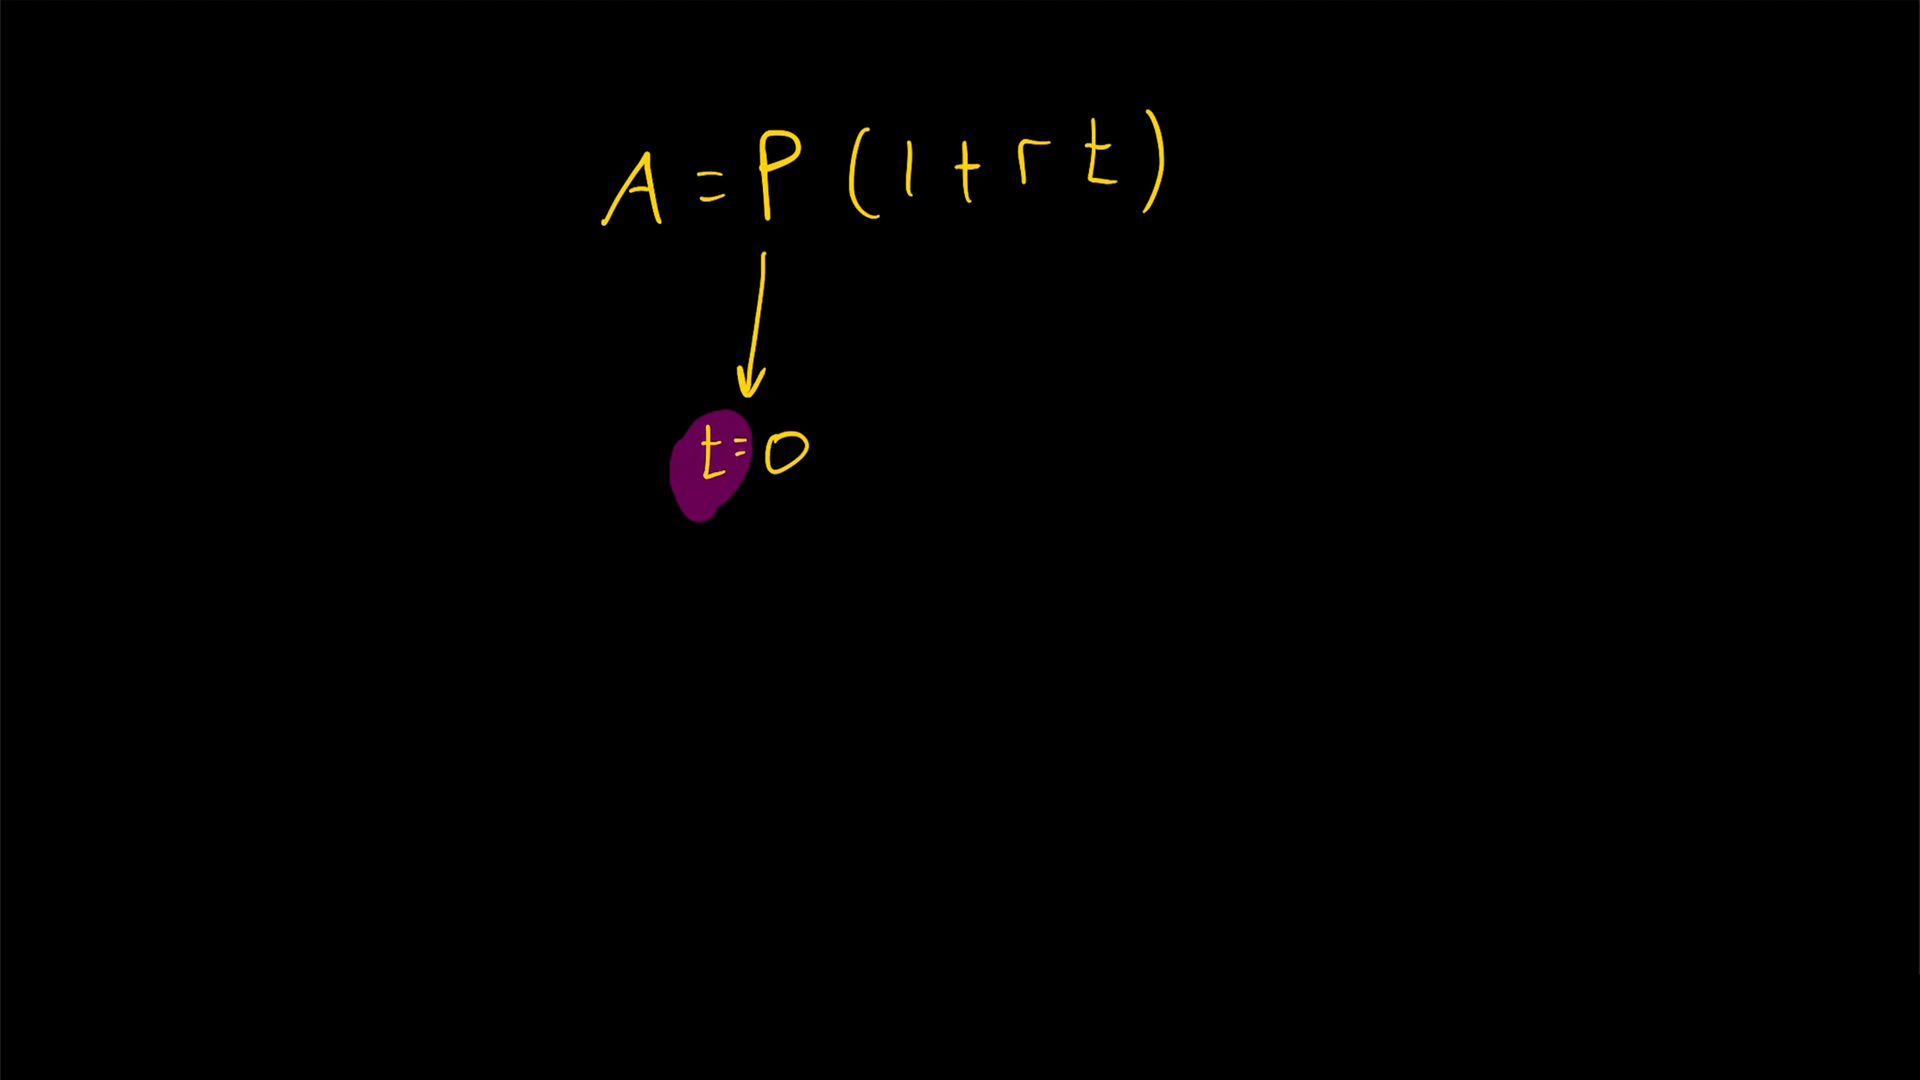 A = P (1 + r t)
t = 0